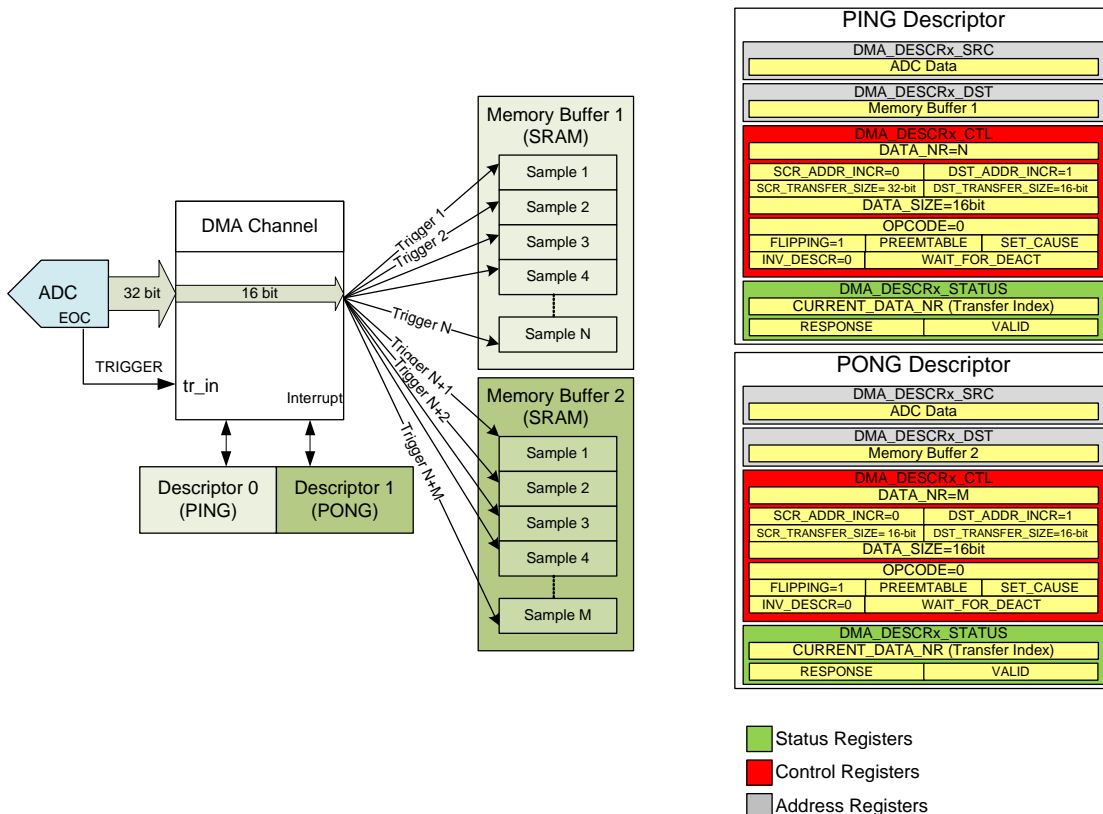 ADC
EOC
32 bit
TRIGGER
DMA Channel
16 bit
tr_in
Interrupt
Descriptor 0
(PING)
Descriptor 1
(PONG)
Trigger 1
Trigger 2
Trigger N
Trigger N+1
Trigger N+2
Trigger N+M
Memory Buffer 1
(SRAM)
Sample 1
Sample 2
Sample 3
Sample 4
Sample N
Memory Buffer 2
(SRAM)
Sample 1
Sample 2
Sample 3
Sample 4
Sample M
PING Descriptor
DMA_DESCRx_SRC
ADC Data
DMA_DESCRx_DST
Memory Buffer 1
DMA_DESCRx_CTL
DATA_NR=N
SCR_ADDR_INCR=0 DST_ADDR_INCR=1
SCR_TRANSFER_SIZE= 32-bit DST_TRANSFER_SIZE=16-bit
DATA_SIZE=16bit
OPCODE=0
FLIPPING=1 PREEMTABLE SET_CAUSE
INV_DESCR=0 WAIT_FOR_DEACT
DMA_DESCRx_STATUS
CURRENT_DATA_NR (Transfer Index)
RESPONSE VALID
PONG Descriptor
DMA_DESCRx_SRC
ADC Data
DMA_DESCRx_DST
Memory Buffer 2
DMA_DESCRx_CTL
DATA_NR=M
SCR_ADDR_INCR=0 DST_ADDR_INCR=1
SCR_TRANSFER_SIZE= 16-bit DST_TRANSFER_SIZE=16-bit
DATA_SIZE=16bit
OPCODE=0
FLIPPING=1 PREEMTABLE SET_CAUSE
INV_DESCR=0 WAIT_FOR_DEACT
DMA_DESCRx_STATUS
CURRENT_DATA_NR (Transfer Index)
RESPONSE VALID
Status Registers
Control Registers
Address Registers